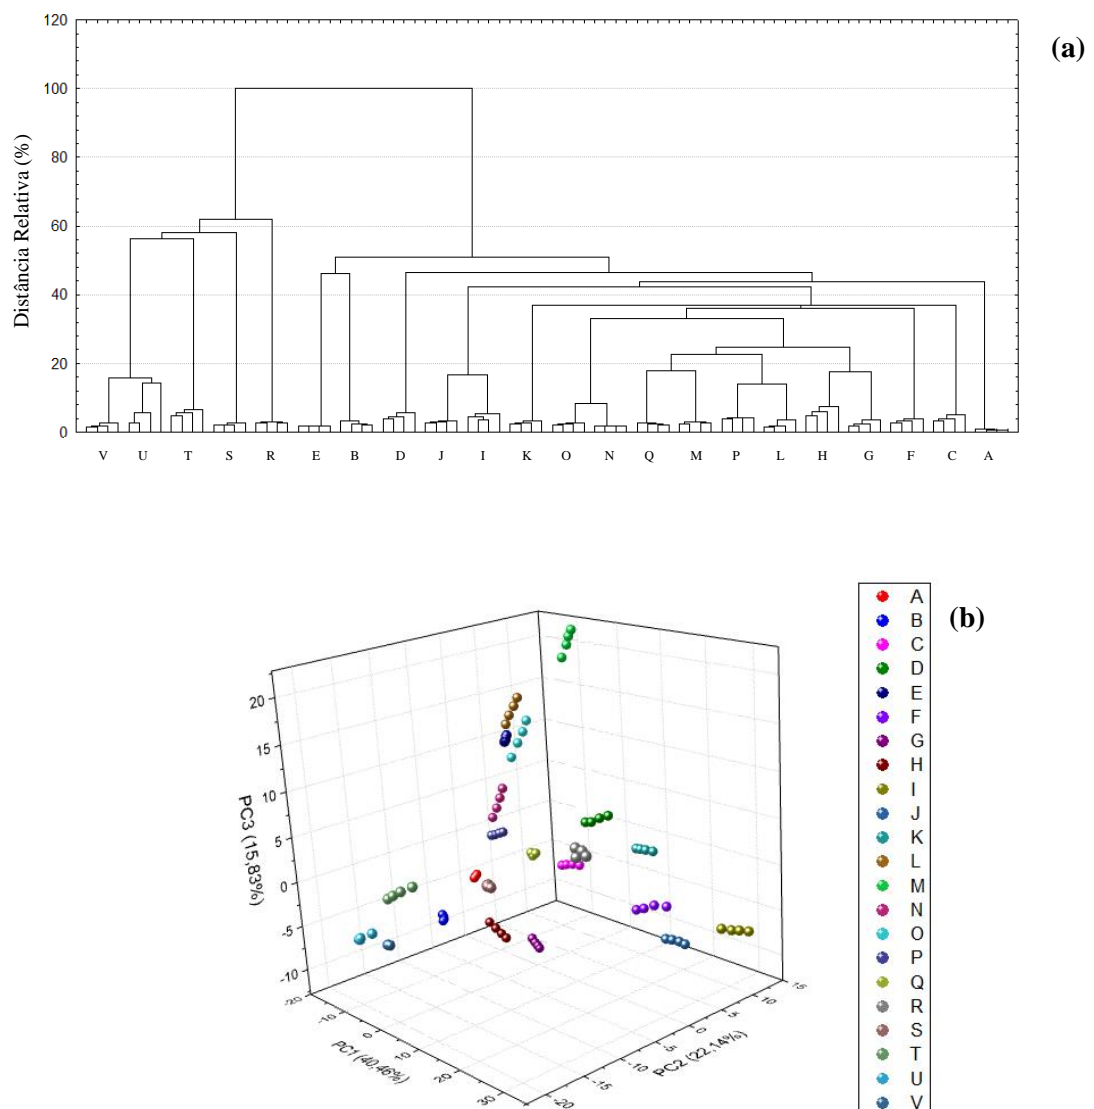 (a)
Distância Relativa (%)
120
100
80
60
40
20
0
V U T S R E B D J I K O N Q M P L H G F C A
(b)
A
B
C
D
E
F
G
H
I
J
K
L
M
N
O
P
Q
R
S
T
U
V
PC3 (15,83%)
20
15
10
5
0
-5
-10
-20
-10
0
10
20
30
PC1 (40,46%)
-20
-15
-10
-5
0
5
10
15
PC2 (22,14%)